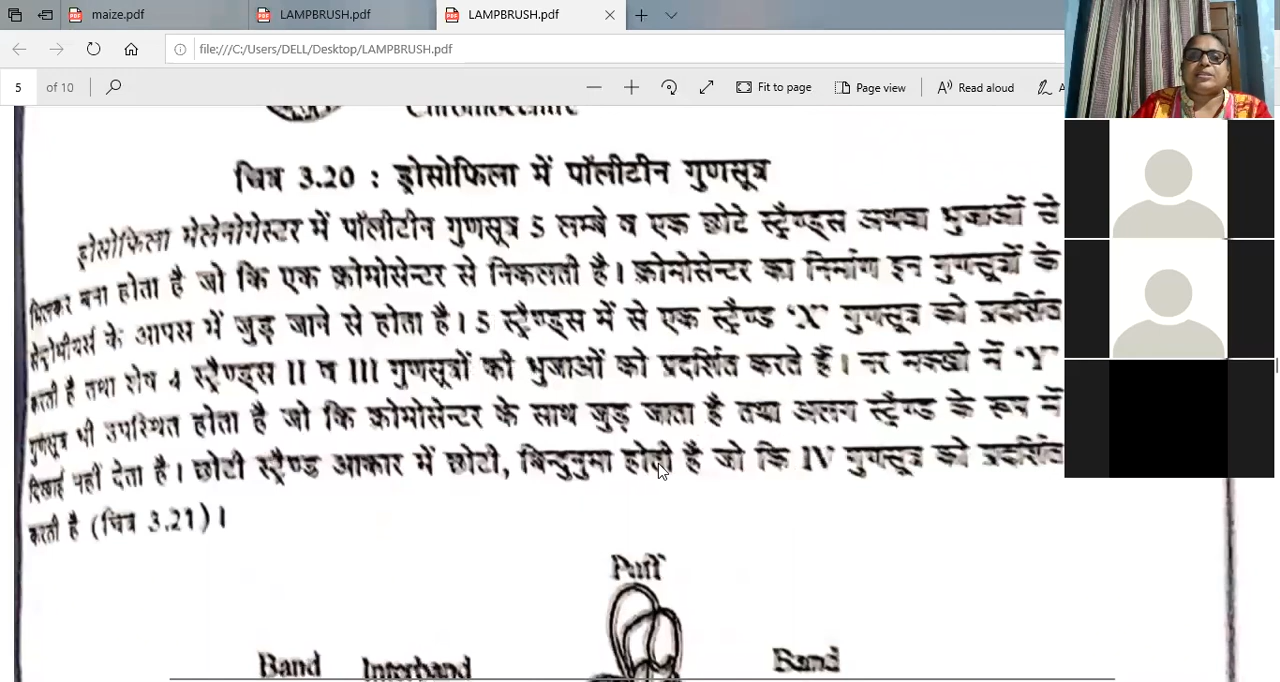 maize.pdf
LAMPBRUSH.pdf
LAMPBRUSH.pdf
file:///C:/Users/DELL/Desktop/LAMPBRUSH.pdf
5 of 10
Fit to page
Page view
Read aloud
चित्र 3.20 : ड्रोसोफिला में पॉलीटीन गुणसूत्र
ड्रोसोफिला मेलेनोगेस्टर में पॉलीटीन गुणसूत्र 5 लम्बे व एक छोटे स्ट्रैण्ड्स अथवा भुजाओं से
मिलकर बना होता है जो कि एक क्रोमोसेन्टर से निकलती है। क्रोमोसेन्टर का निर्माण इन गुणसूत्रों के
सेंट्रोमीयर्स के आपस में जुड़ जाने से होता है। 5 स्ट्रैण्ड्स में से एक स्ट्रैण्ड 'X' गुणसूत्र को प्रदर्शित
करती है तथा शेष 4 स्ट्रैण्ड्स II व III गुणसूत्रों की भुजाओं को प्रदर्शित करते हैं। नर मक्खी में 'Y'
गुणसूत्र भी उपस्थित होता है जो कि क्रोमोसेन्टर के साथ जुड़ जाता है तथा अलग स्ट्रैण्ड के रूप में
दिखाई नहीं देता है। छोटी स्ट्रैण्ड आकार में छोटी, बिन्दुनुमा होती है जो कि IV गुणसूत्र को प्रदर्शित
करती है (चित्र 3.21)।
Puff
Band Interband Band